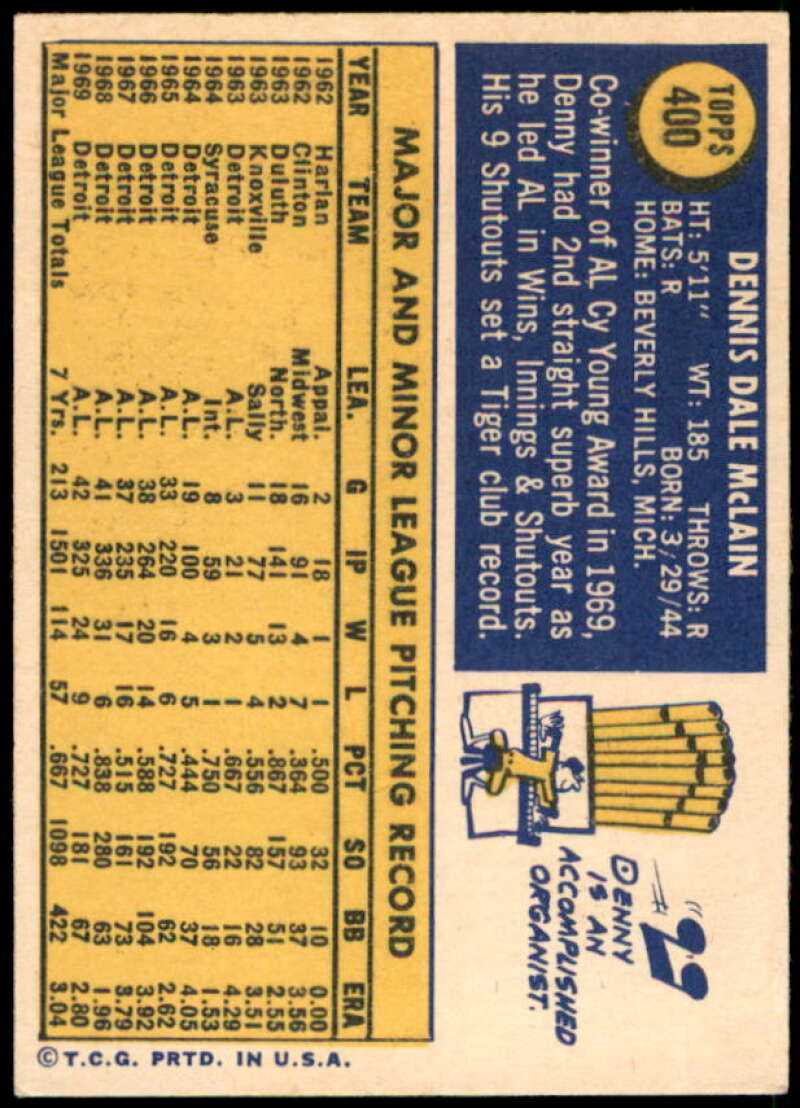 TOPPS
400
DENNIS DALE McLAIN
HT: 5'11" WT: 185 THROWS: R
BATS: R BORN: 3/29/44
HOME: BEVERLY HILLS, MICH.
Co-winner of AL Cy Young Award in 1969,
Denny had 2nd straight superb year as
he led AL in Wins, Innings & Shutouts.
His 9 Shutouts set a Tiger club record.
DENNY
IS AN
ACCOMPLISHED
ORGANIST.
MAJOR AND MINOR LEAGUE PITCHING RECORD
YEAR TEAM LEA. G IP W L PCT SO BB ERA
1962 Harlan Appal. 2 18 1 1 .500 32 10 0.00
1962 Clinton Midwest 16 91 4 7 .364 93 37 3.56
1963 Duluth North. 18 141 13 2 .867 157 51 2.55
1963 Knoxville Sally 11 77 5 4 .556 82 28 3.51
1963 Detroit A.L. 3 21 2 1 .667 22 16 4.29
1964 Syracuse Int. 8 59 3 1 .750 56 18 1.53
1964 Detroit A.L. 19 100 4 5 .444 70 37 4.05
1965 Detroit A.L. 33 220 16 6 .727 192 62 2.62
1966 Detroit A.L. 38 264 20 14 .588 192 104 3.92
1967 Detroit A.L. 37 235 17 16 .515 161 73 3.79
1968 Detroit A.L. 41 336 31 6 .838 280 63 1.96
1969 Detroit A.L. 42 325 24 9 .727 181 67 2.80
Major League Totals 7 Yrs. 213 1501 114 57 .667 1098 422 3.04
© T.C.G. PRTD. IN U.S.A.